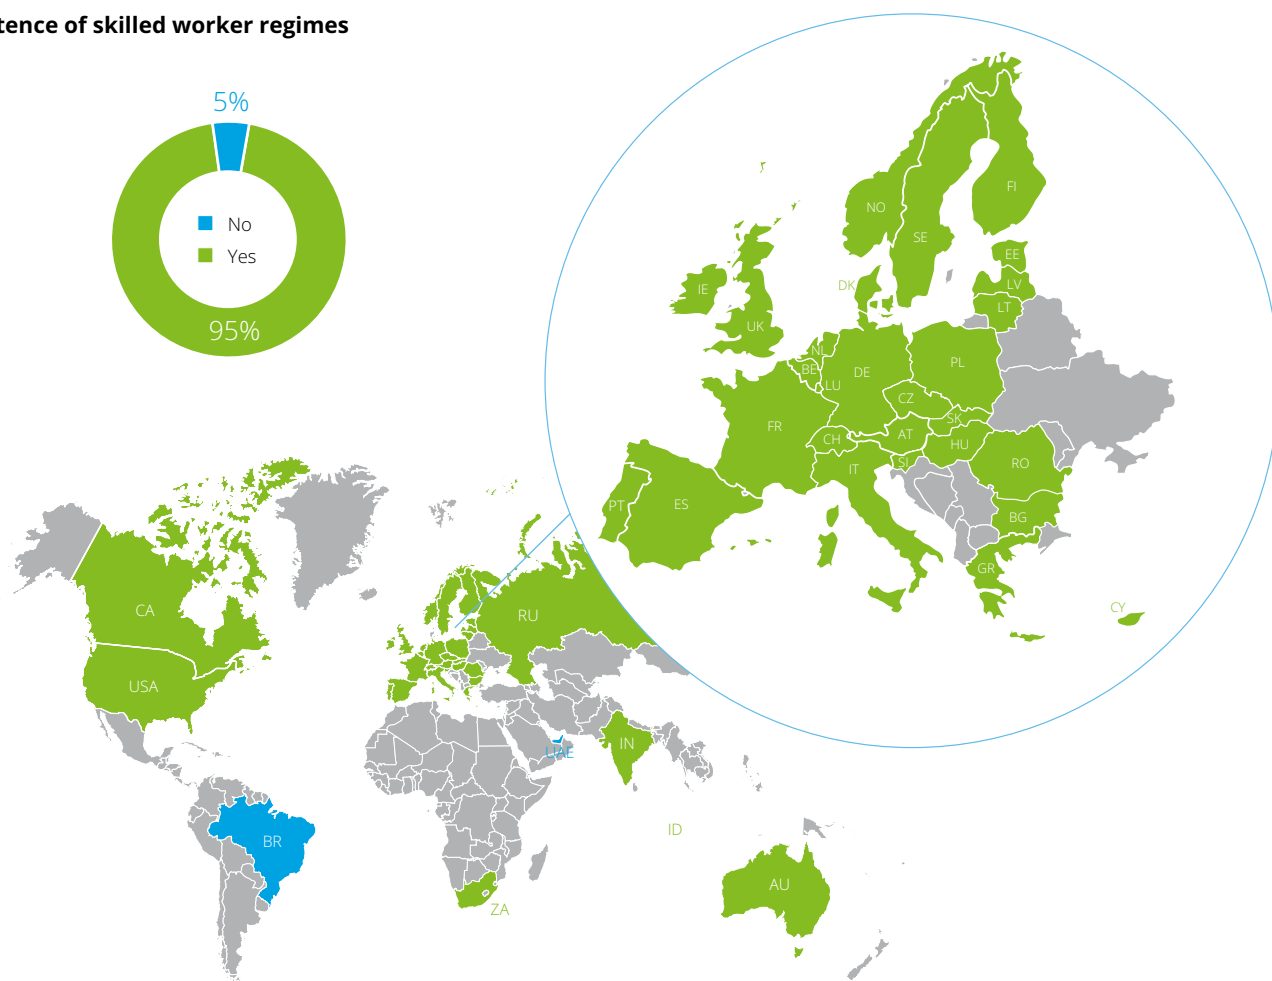 tence of skilled worker regimes
5%
No
Yes
95%
FI
NO
SE
EE
DK
LV
IE
LT
UK
NL
PL
BE
DE
LU
CZ
SK
FR
AT
CH
HU
SI
RO
IT
PT
ES
BG
GR
CY
CA
RU
USA
IN
UAE
ID
BR
AU
ZA